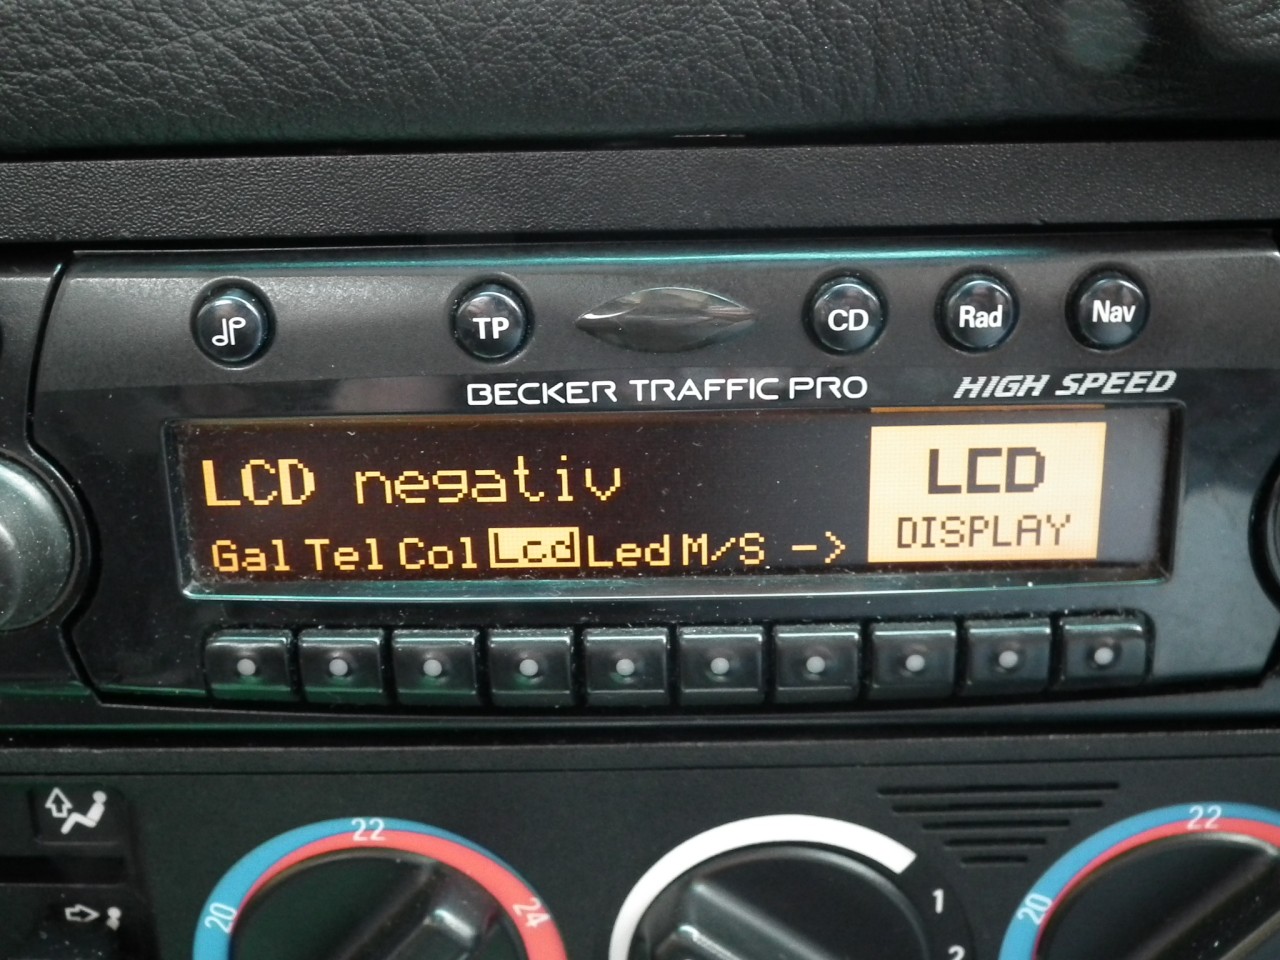 TP
CD
Rad
Nav
BECKER TRAFFIC PRO
HIGH SPEED
LCD negativ
LCD
DISPLAY
Gal Tel Col Lcd Led M/S ->
22
20
24
1
2
22
20